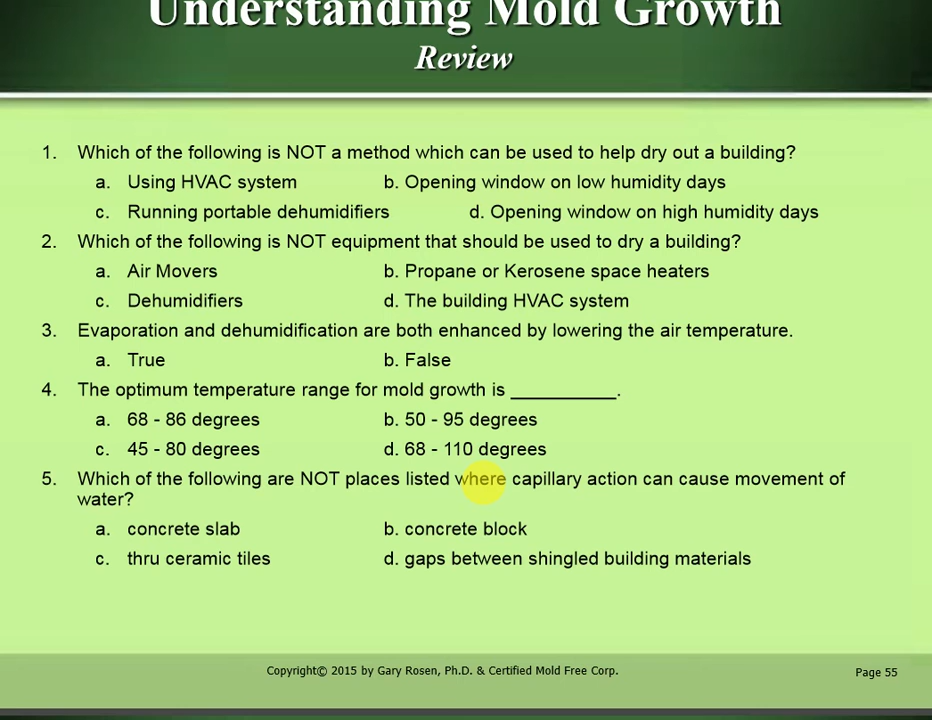 Understanding Mold Growth
Review
1. Which of the following is NOT a method which can be used to help dry out a building?
a. Using HVAC system b. Opening window on low humidity days
c. Running portable dehumidifiers d. Opening window on high humidity days
2. Which of the following is NOT equipment that should be used to dry a building?
a. Air Movers b. Propane or Kerosene space heaters
c. Dehumidifiers d. The building HVAC system
3. Evaporation and dehumidification are both enhanced by lowering the air temperature.
a. True b. False
4. The optimum temperature range for mold growth is __________.
a. 68 - 86 degrees b. 50 - 95 degrees
c. 45 - 80 degrees d. 68 - 110 degrees
5. Which of the following are NOT places listed where capillary action can cause movement of
water?
a. concrete slab b. concrete block
c. thru ceramic tiles d. gaps between shingled building materials
Copyright© 2015 by Gary Rosen, Ph.D. & Certified Mold Free Corp. Page 55